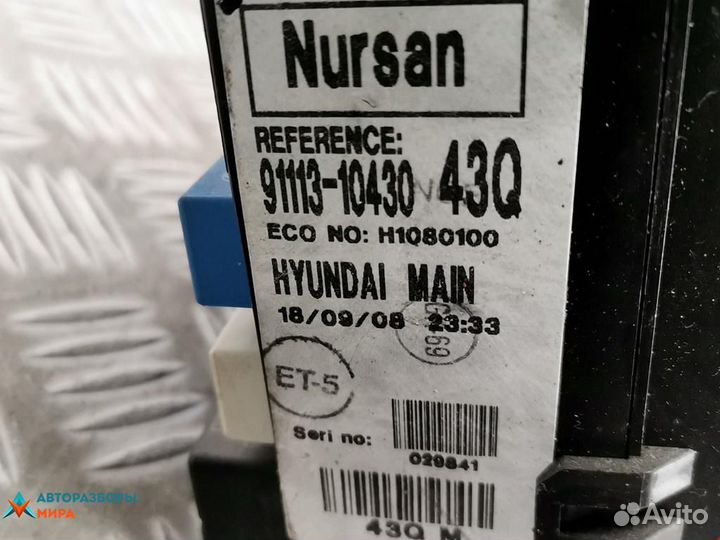 Nursan
REFERENCE:
91113-10430 43Q
ECO NO: H1080100
HYUNDAI MAIN
18/09/08 23:33
ET-5
Seri no:
029841
43Q M
АВТОРАЗБОРЫ
МИРА
Avito